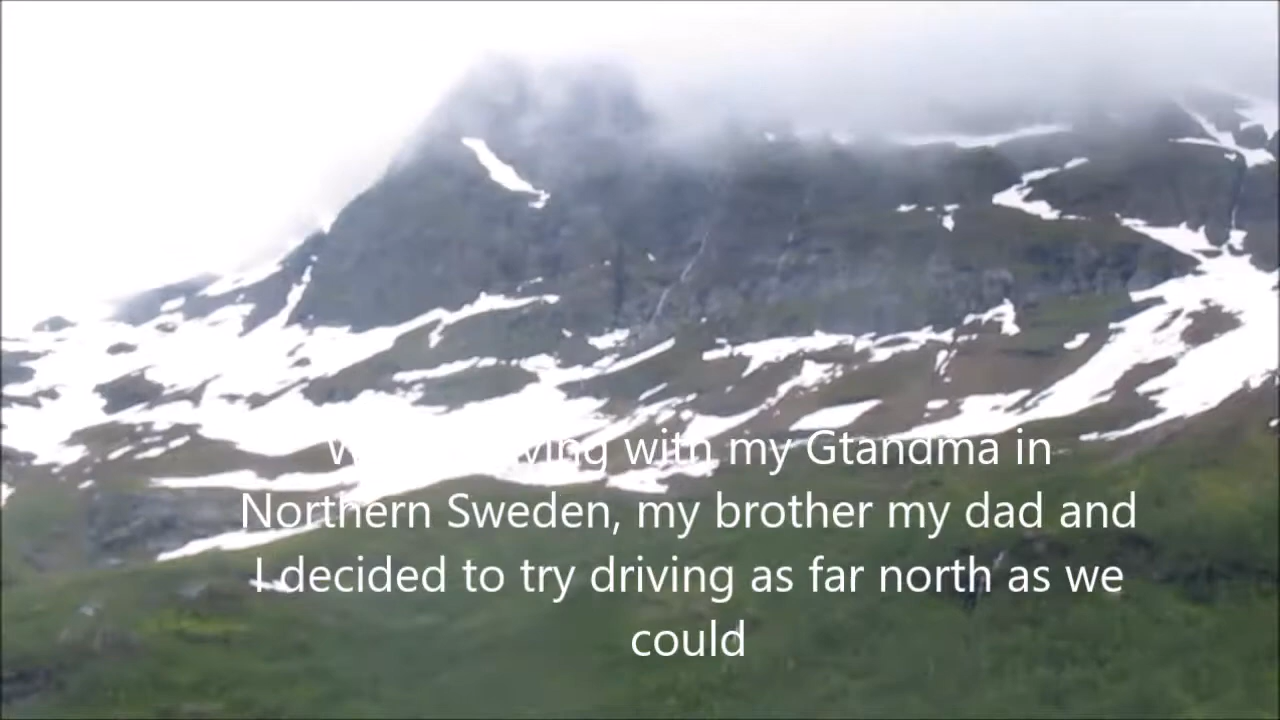 with my Gtandma in
Northern Sweden, my brother my dad and
I decided to try driving as far north as we
could